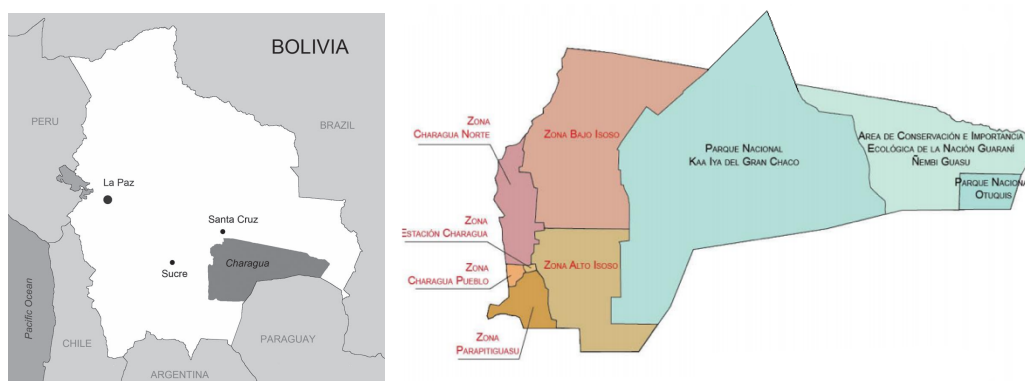 BOLIVIA
PERU
BRAZIL
La Paz
Santa Cruz
Charagua
Sucre
Pacific Ocean
CHILE
PARAGUAY
ARGENTINA
ZONA
CHARAGUA NORTE
ZONA BAJO ISOSO
PARQUE NACIONAL
KAA IYA DEL GRAN CHACO
AREA DE CONSERVACIÓN E IMPORTANCIA
ECOLÓGICA DE LA NACIÓN GUARANÍ
ÑEMBI GUASU
PARQUE NACIONA
OTUQUIS
ZONA
ESTACIÓN CHARAGUA
ZONA ALTO ISOSO
ZONA
CHARAGUA PUEBLO
ZONA
PARAPITIGUASU